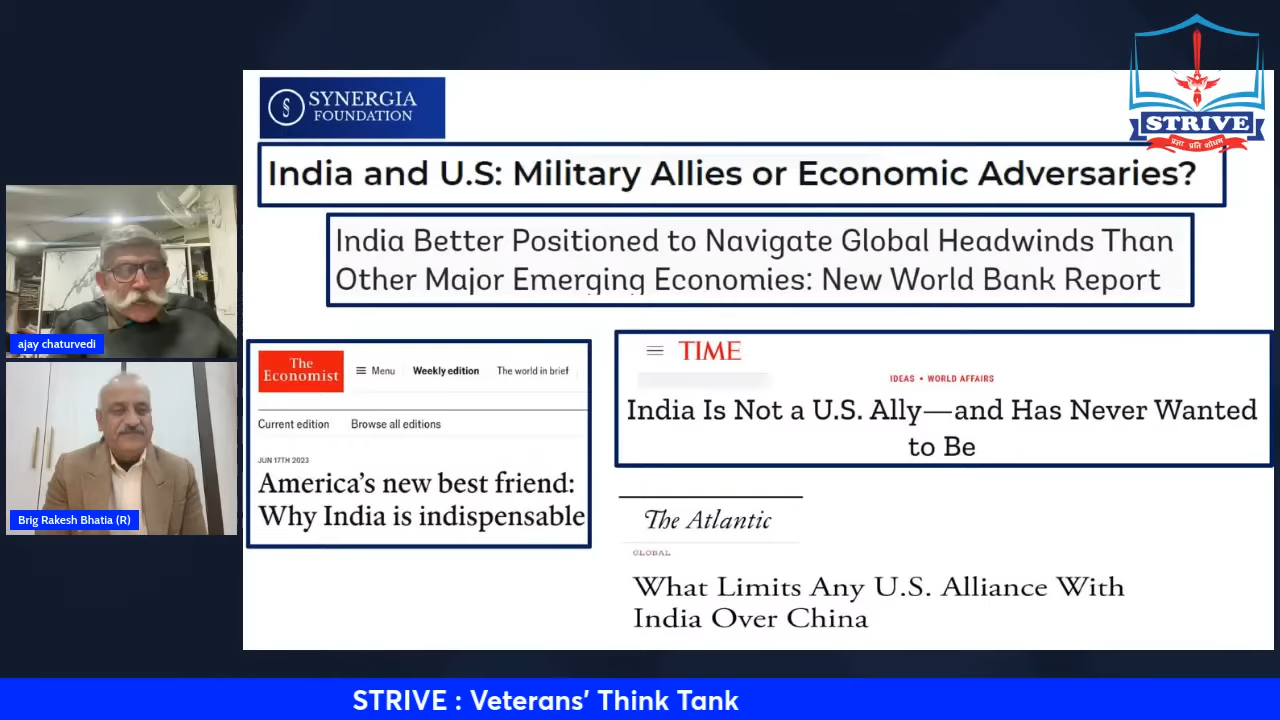 SYNERGIA
FOUNDATION
India and U.S: Military Allies or Economic Adversaries?
India Better Positioned to Navigate Global Headwinds Than
Other Major Emerging Economies: New World Bank Report
The
Economist
Menu Weekly edition The world in brief
Current edition Browse all editions
JUN 17TH 2023
America's new best friend:
Why India is indispensable
TIME
IDEAS • WORLD AFFAIRS
India Is Not a U.S. Ally—and Has Never Wanted
to Be
The Atlantic
GLOBAL
What Limits Any U.S. Alliance With
India Over China
STRIVE
प्रज्ञा प्रति शोधम्
ajay chaturvedi
Brig Rakesh Bhatia (R)
STRIVE : Veterans' Think Tank